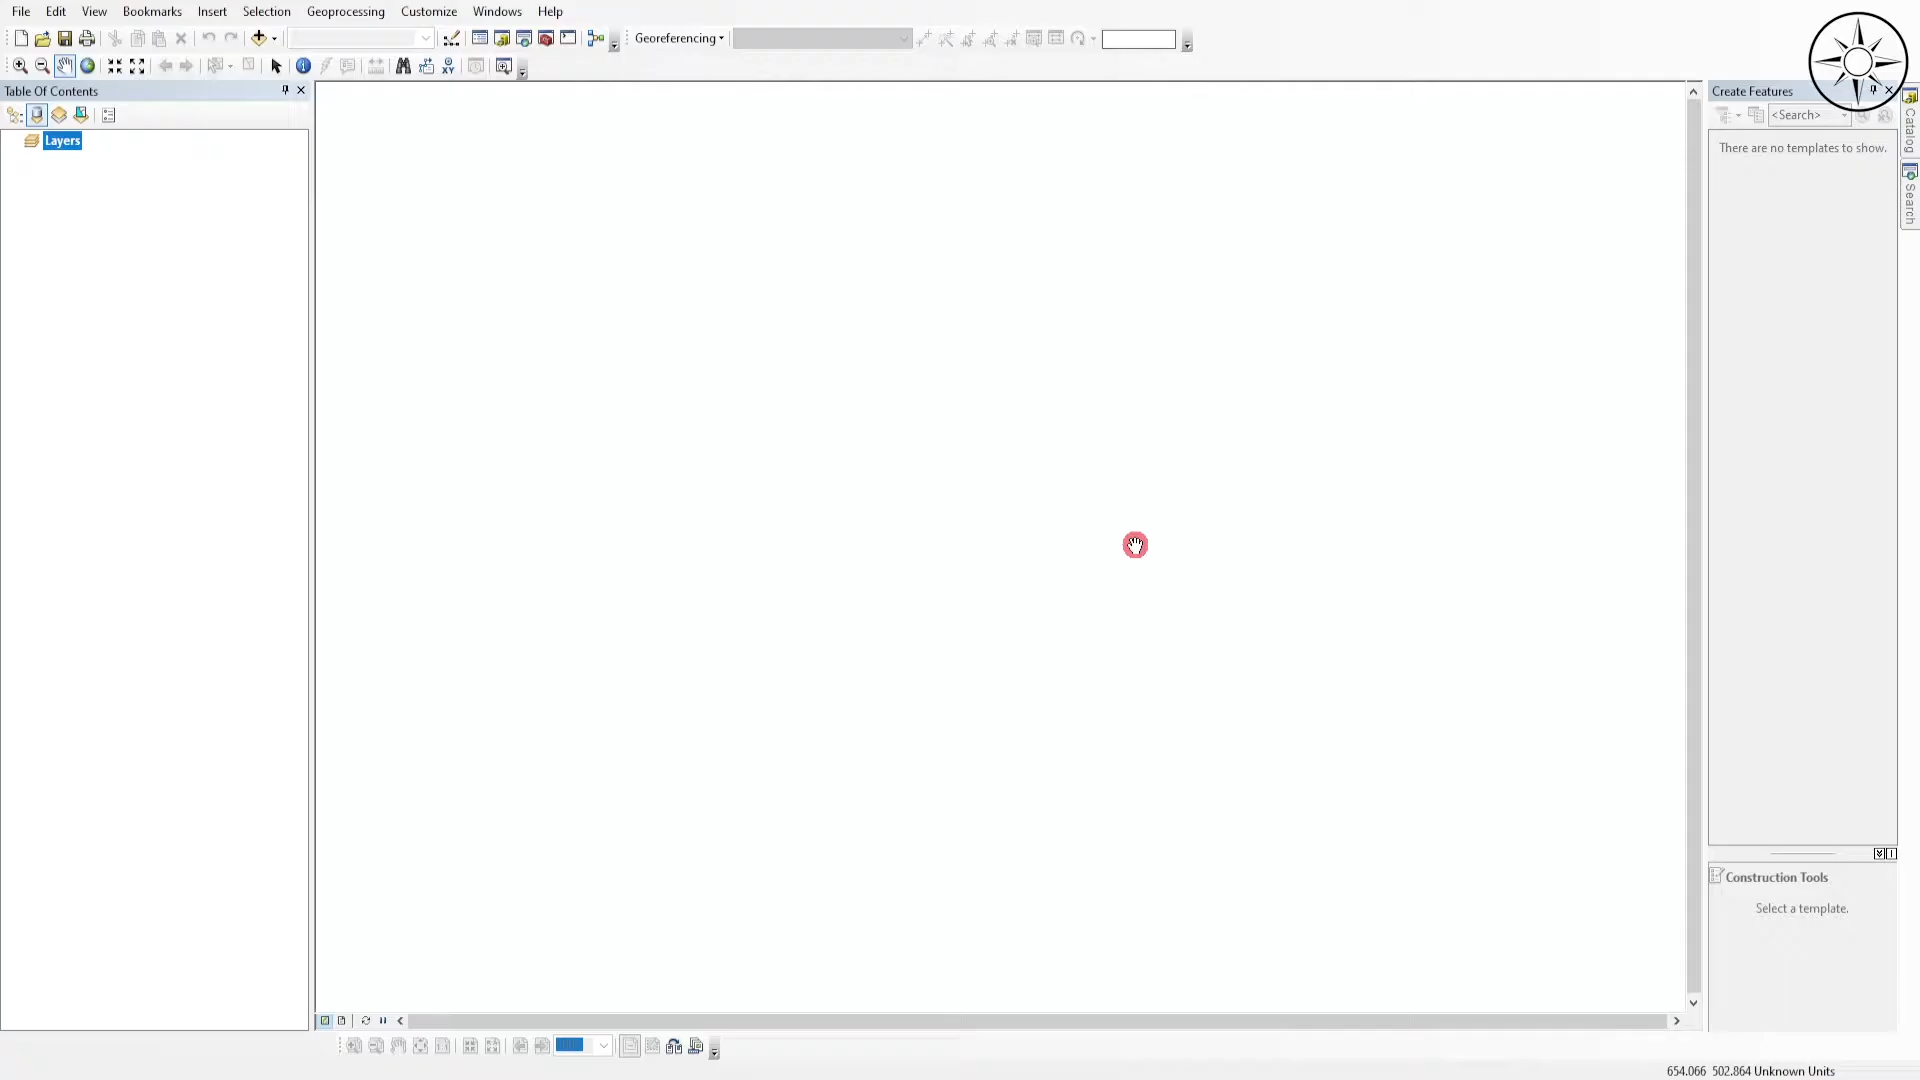 File Edit View Bookmarks Insert Selection Geoprocessing Customize Windows Help
Georeferencing
Table Of Contents
Layers
Create Features
<Search>
There are no templates to show.
Catalog
Search
Construction Tools
Select a template.
654.066 502.864 Unknown Units